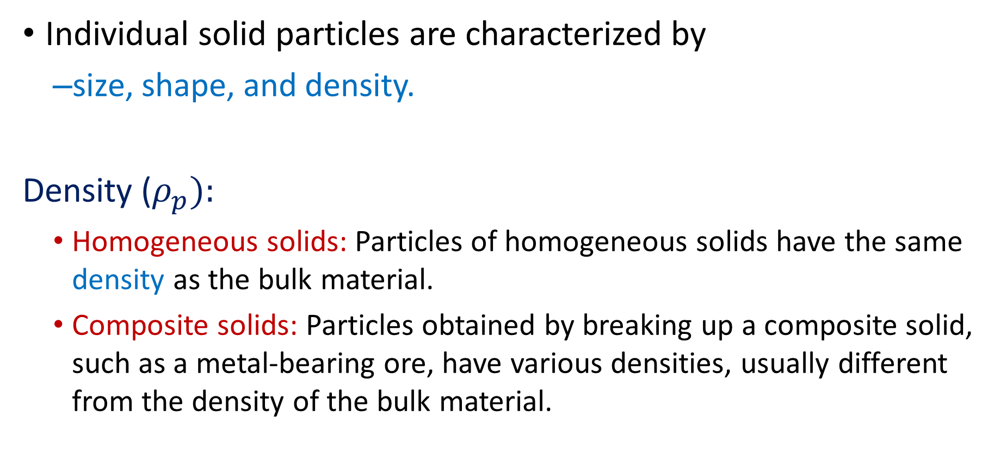 • Individual solid particles are characterized by
–size, shape, and density.
Density (ρₚ):
• Homogeneous solids: Particles of homogeneous solids have the same
density as the bulk material.
• Composite solids: Particles obtained by breaking up a composite solid,
such as a metal-bearing ore, have various densities, usually different
from the density of the bulk material.